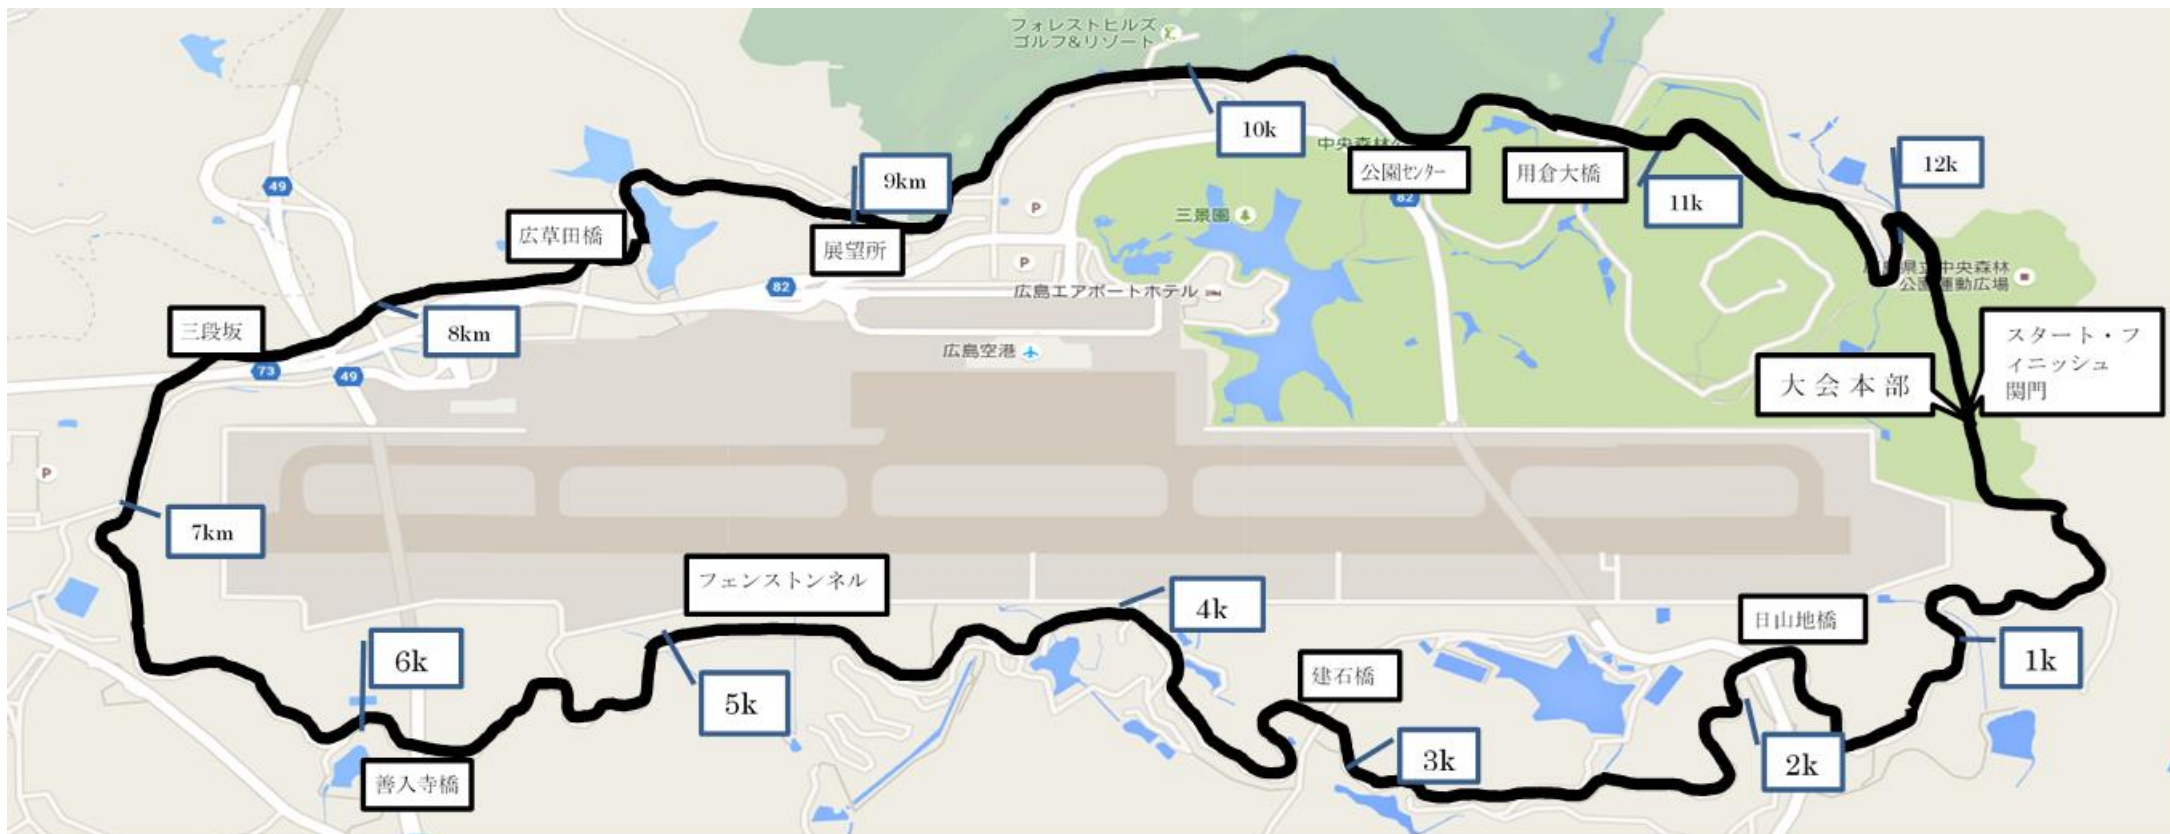 フォレストヒルズ
ゴルフ&リゾート
10k
公園ｾﾝﾀｰ
用倉大橋
11k
12k
49
9km
82
三景園
P
広草田橋
展望所
P
82
広島エアポートホテル
県立中央森林
公園運動広場
三段坂
8km
広島空港
スタート・フ
ィニッシュ
関門
大会本部
73
49
P
7km
フェンストンネル
4k
日山地橋
1k
6k
5k
建石橋
3k
2k
善入寺橋